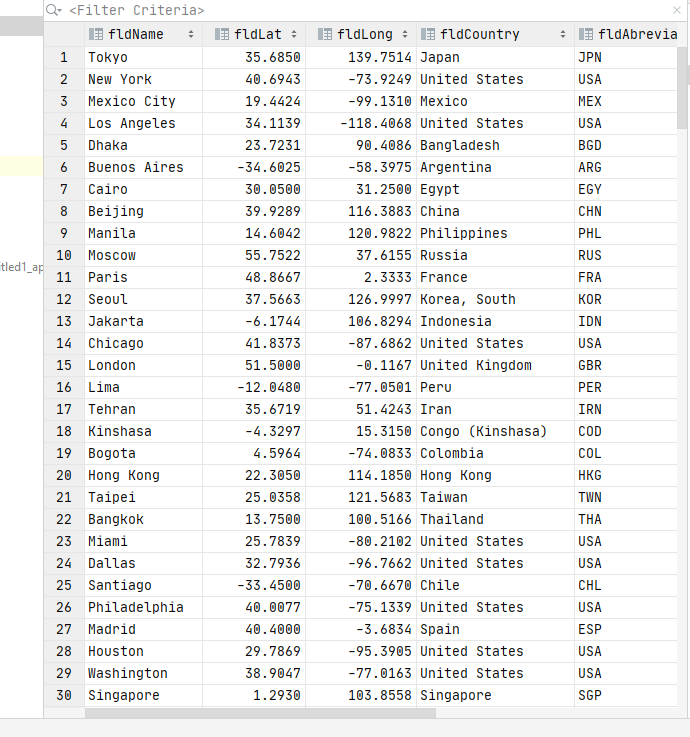 <Filter Criteria>
fldName fldLat fldLong fldCountry fldAbrevia
1 Tokyo 35.6850 139.7514 Japan JPN
2 New York 40.6943 -73.9249 United States USA
3 Mexico City 19.4424 -99.1310 Mexico MEX
4 Los Angeles 34.1139 -118.4068 United States USA
5 Dhaka 23.7231 90.4086 Bangladesh BGD
6 Buenos Aires -34.6025 -58.3975 Argentina ARG
7 Cairo 30.0500 31.2500 Egypt EGY
8 Beijing 39.9289 116.3883 China CHN
9 Manila 14.6042 120.9822 Philippines PHL
itled1_ap
10 Moscow 55.7522 37.6155 Russia RUS
11 Paris 48.8667 2.3333 France FRA
12 Seoul 37.5663 126.9997 Korea, South KOR
13 Jakarta -6.1744 106.8294 Indonesia IDN
14 Chicago 41.8373 -87.6862 United States USA
15 London 51.5000 -0.1167 United Kingdom GBR
16 Lima -12.0480 -77.0501 Peru PER
17 Tehran 35.6719 51.4243 Iran IRN
18 Kinshasa -4.3297 15.3150 Congo (Kinshasa) COD
19 Bogota 4.5964 -74.0833 Colombia COL
20 Hong Kong 22.3050 114.1850 Hong Kong HKG
21 Taipei 25.0358 121.5683 Taiwan TWN
22 Bangkok 13.7500 100.5166 Thailand THA
23 Miami 25.7839 -80.2102 United States USA
24 Dallas 32.7936 -96.7662 United States USA
25 Santiago -33.4500 -70.6670 Chile CHL
26 Philadelphia 40.0077 -75.1339 United States USA
27 Madrid 40.4000 -3.6834 Spain ESP
28 Houston 29.7869 -95.3905 United States USA
29 Washington 38.9047 -77.0163 United States USA
30 Singapore 1.2930 103.8558 Singapore SGP